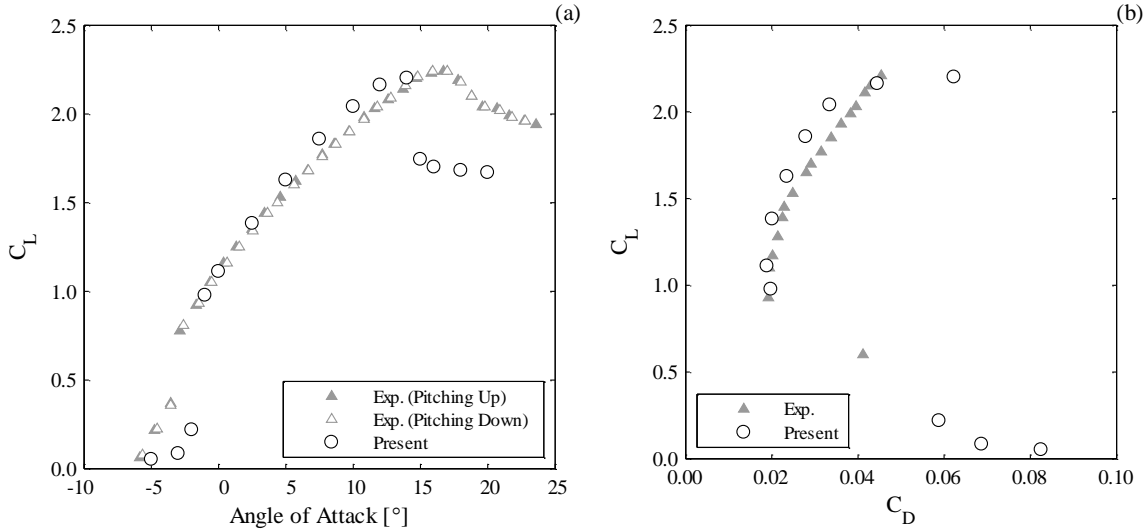 (a)
2.5
2.0
1.5
1.0
0.5
0.0
-10 -5 0 5 10 15 20 25
C_L
Angle of Attack [°]
Exp. (Pitching Up)
Exp. (Pitching Down)
Present
(b)
2.5
2.0
1.5
1.0
0.5
0.0
0.00 0.02 0.04 0.06 0.08 0.10
C_L
C_D
Exp.
Present